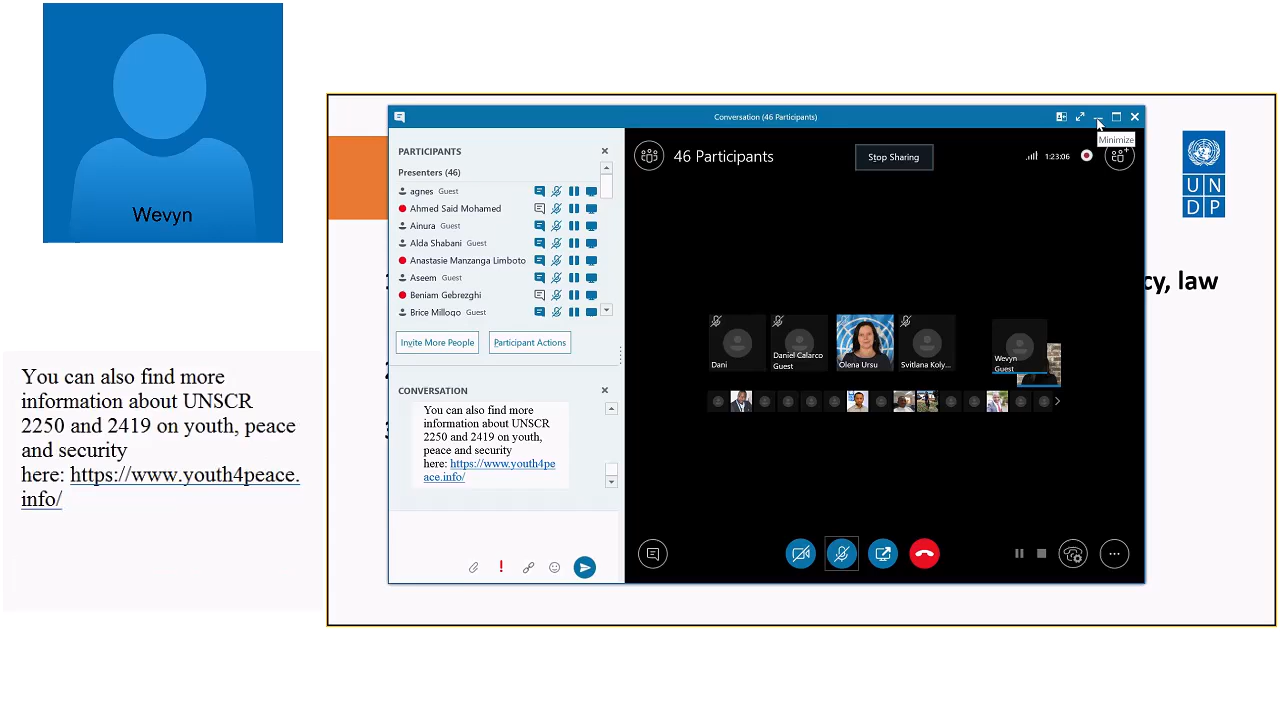 Wevyn
You can also find more
information about UNSCR
2250 and 2419 on youth, peace
and security
here: https://www.youth4peace.
info/
Conversation (46 Participants)
Minimize
PARTICIPANTS
Presenters (46)
agnes Guest
Ahmed Said Mohamed
Ainura Guest
Alda Shabani Guest
Anastasie Manzanga Limboto
Aseem Guest
Beniam Gebrezghi
Brice Millogo Guest
Invite More People
Participant Actions
CONVERSATION
You can also find more
information about UNSCR
2250 and 2419 on youth,
peace and security
here: https://www.youth4pe
ace.info/
46 Participants
Stop Sharing
1:23:06
Dani
Daniel Calarco
Guest
Olena Ursu
Svitlana Koly...
Wevyn
Guest
cy, law
U N
D P